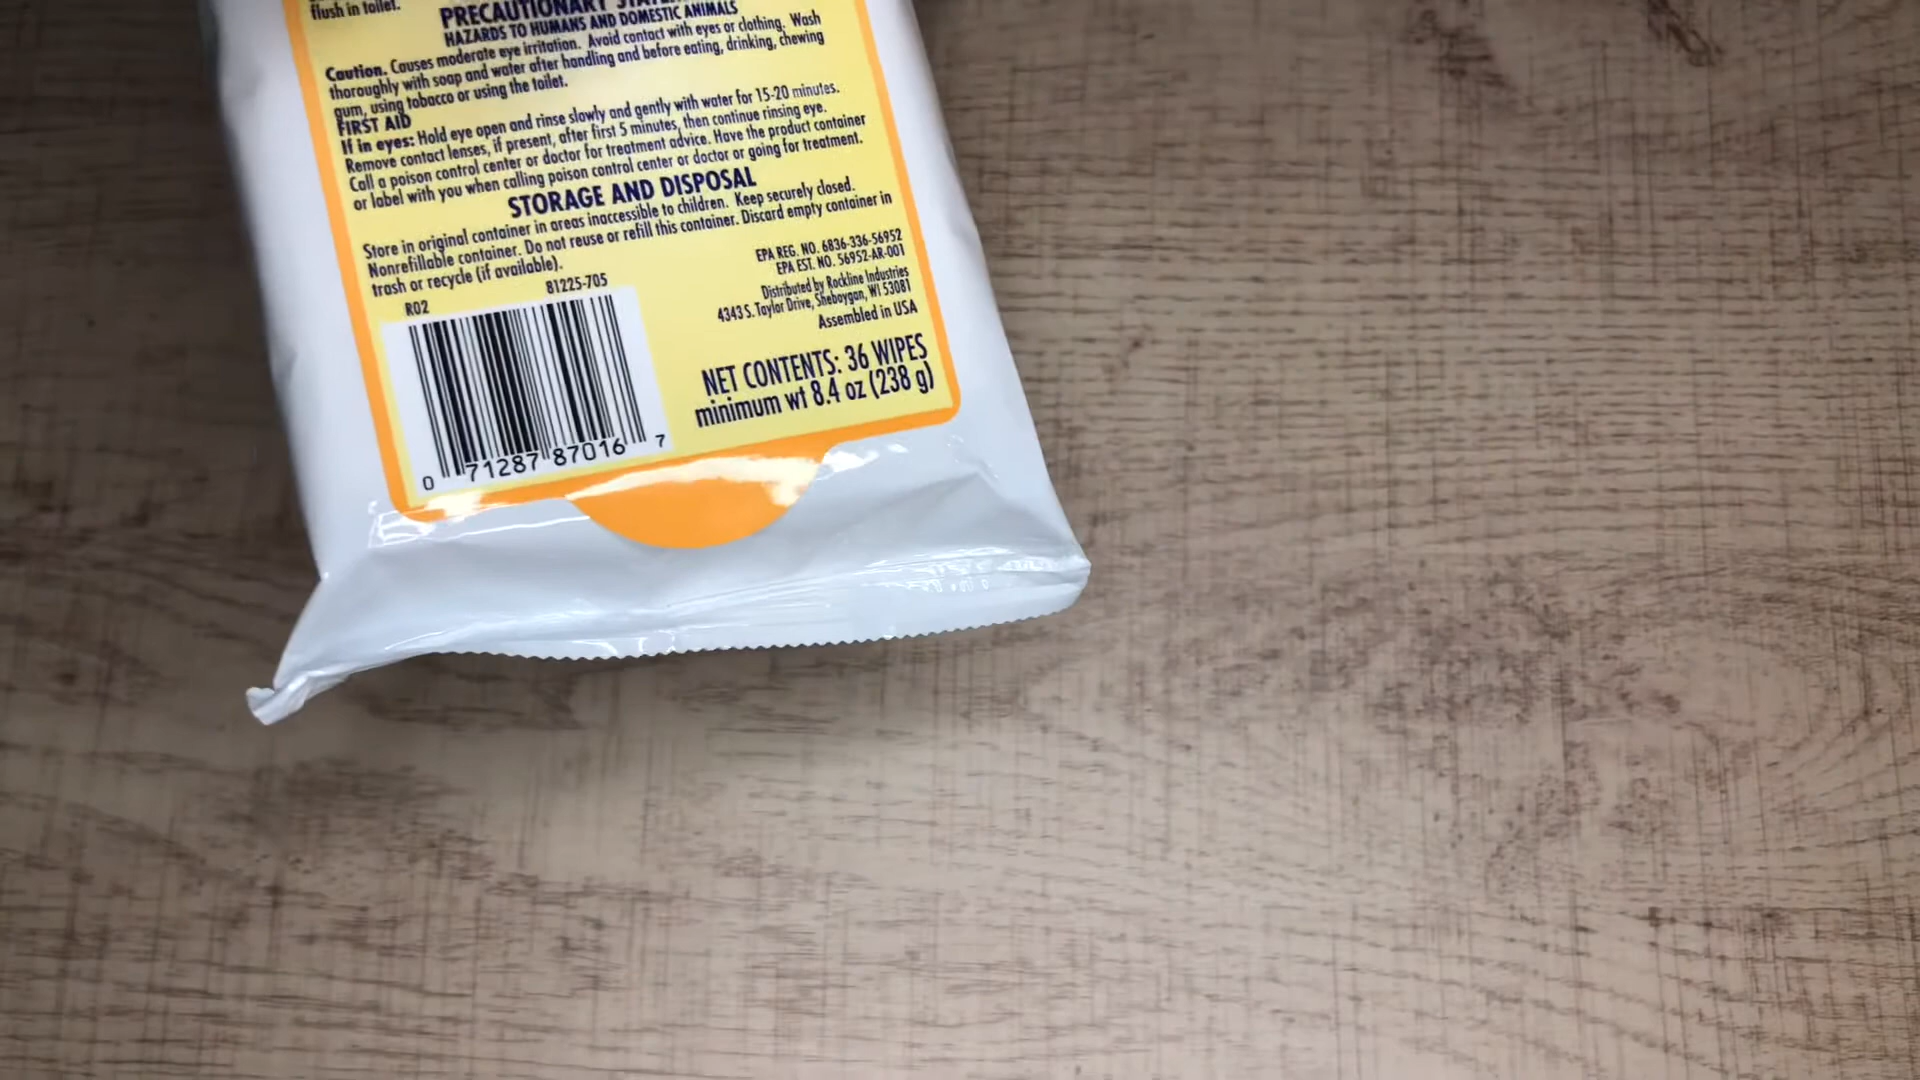 flush in toilet.
PRECAUTIONARY
HAZARDS TO HUMANS AND DOMESTIC ANIMALS
Caution. Causes moderate eye irritation. Avoid contact with eyes or clothing. Wash
thoroughly with soap and water after handling and before eating, drinking, chewing
gum, using tobacco or using the toilet.
FIRST AID
If in eyes: Hold eye open and rinse slowly and gently with water for 15-20 minutes.
Remove contact lenses, if present, after first 5 minutes, then continue rinsing eye.
Call a poison control center or doctor for treatment advice. Have the product container
or label with you when calling poison control center or doctor or going for treatment.
STORAGE AND DISPOSAL
Store in original container in areas inaccessible to children. Keep securely closed.
Nonrefillable container. Do not reuse or refill this container. Discard empty container in
trash or recycle (if available).
R02
81225-705
EPA REG. NO. 6836-336-56952
EPA EST. NO. 56952-AR-001
Distributed by Rockline Industries
4343 S. Taylor Drive, Sheboygan, WI 53081
Assembled in USA
NET CONTENTS: 36 WIPES
minimum wt 8.4 oz (238 g)
0 71287 87016 7